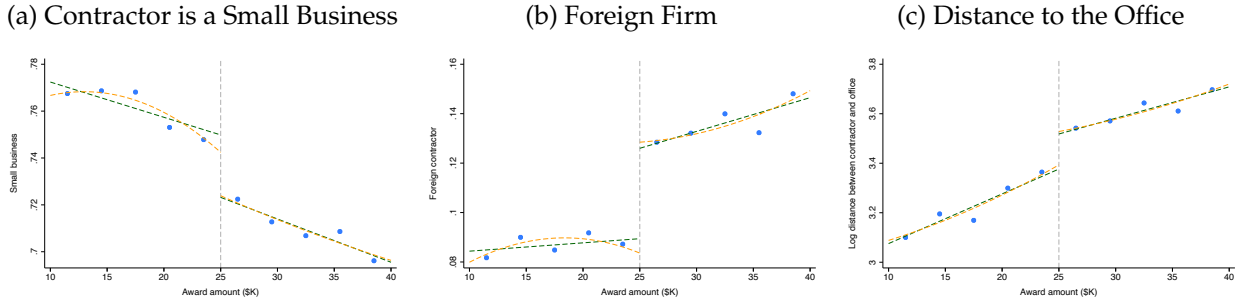 (a) Contractor is a Small Business
.78
.76
.74
.72
.7
Small business
10 15 20 25 30 35 40
Award amount ($K)
(b) Foreign Firm
.16
.14
.12
.1
.08
Foreign contractor
10 15 20 25 30 35 40
Award amount ($K)
(c) Distance to the Office
3.8
3.6
3.4
3.2
3
Log distance between contractor and office
10 15 20 25 30 35 40
Award amount ($K)